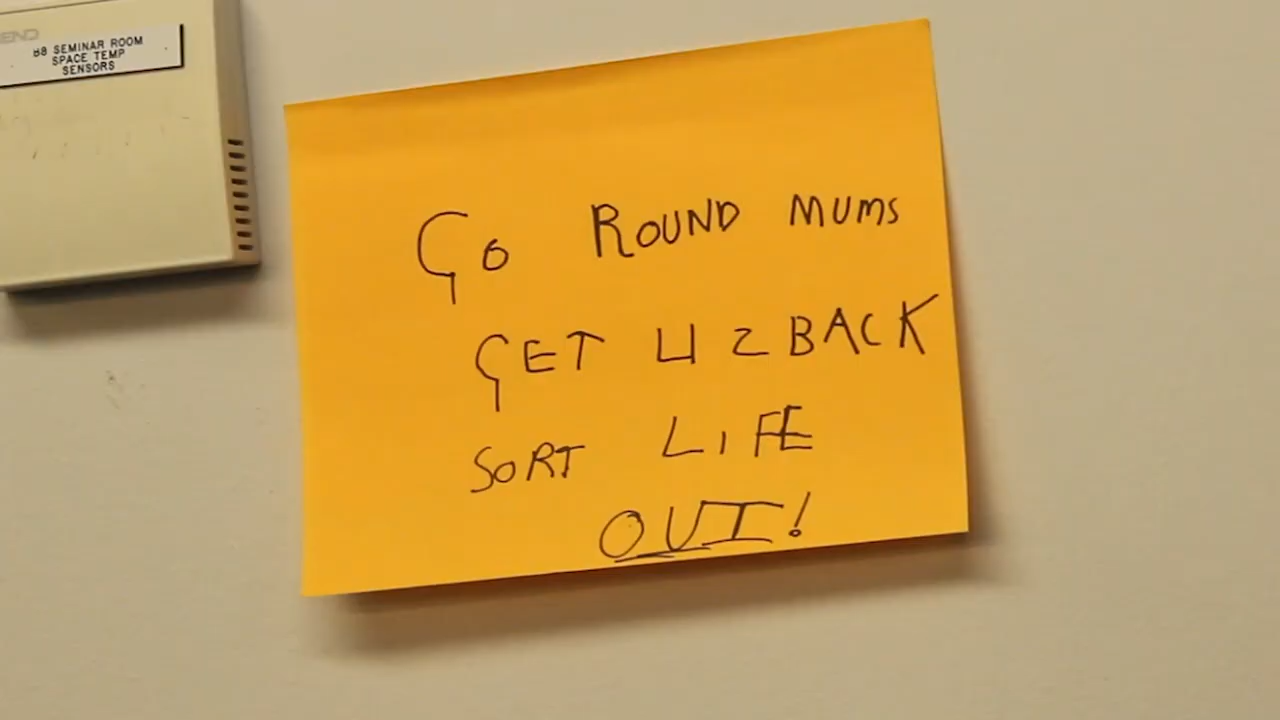 B8 SEMINAR ROOM
SPACE TEMP
SENSORS
GO ROUND MUMS
GET LIZ BACK
SORT LIFE
OUT!